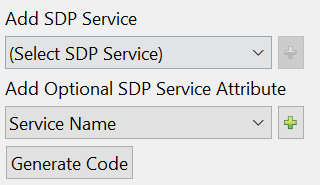 Add SDP Service
(Select SDP Service)
Add Optional SDP Service Attribute
Service Name
Generate Code